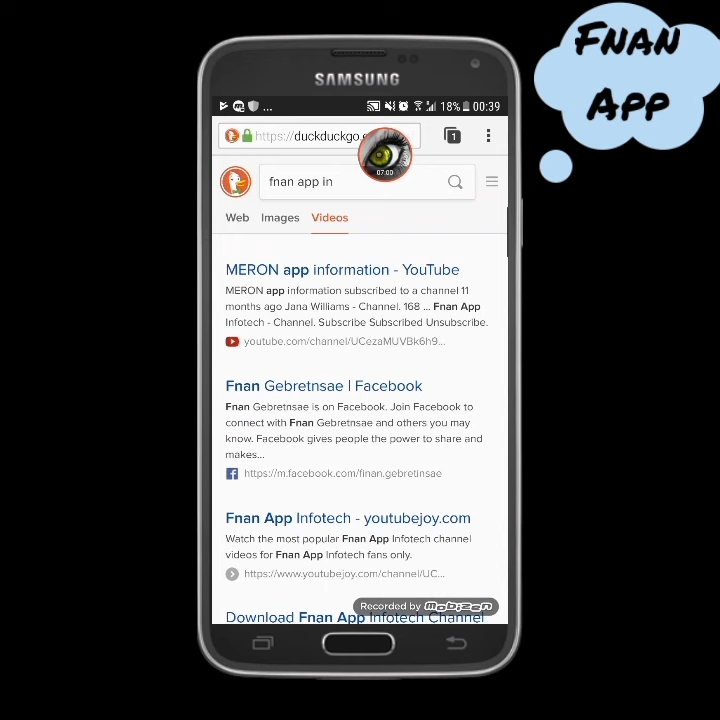 FNAN
APP
SAMSUNG
... 18% 00:39
https://duckduckgo.
1
07:00
fnan app in
Web Images Videos
MERON app information - YouTube
MERON app information subscribed to a channel 11
months ago Jana Williams - Channel. 168 ... Fnan App
Infotech - Channel. Subscribe Subscribed Unsubscribe.
youtube.com/channel/UCezaMUVBk6h9...
Fnan Gebretnsae | Facebook
Fnan Gebretnsae is on Facebook. Join Facebook to
connect with Fnan Gebretnsae and others you may
know. Facebook gives people the power to share and
makes...
https://m.facebook.com/finan.gebretinsae
Fnan App Infotech - youtubejoy.com
Watch the most popular Fnan App Infotech channel
videos for Fnan App Infotech fans only.
https://www.youtubejoy.com/channel/UC...
Recorded by Mobizen
Download Fnan App Infotech Channel